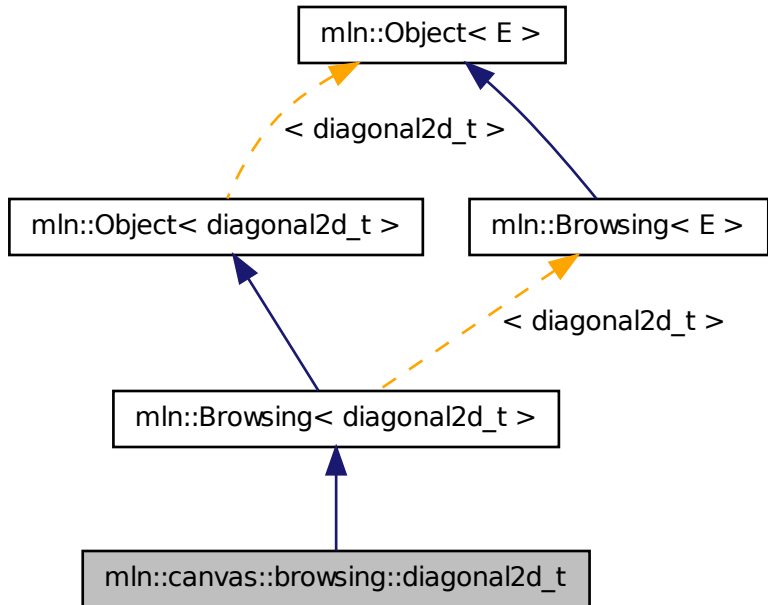 mln::Object< E >
< diagonal2d_t >
mln::Object< diagonal2d_t >
mln::Browsing< E >
< diagonal2d_t >
mln::Browsing< diagonal2d_t >
mln::canvas::browsing::diagonal2d_t